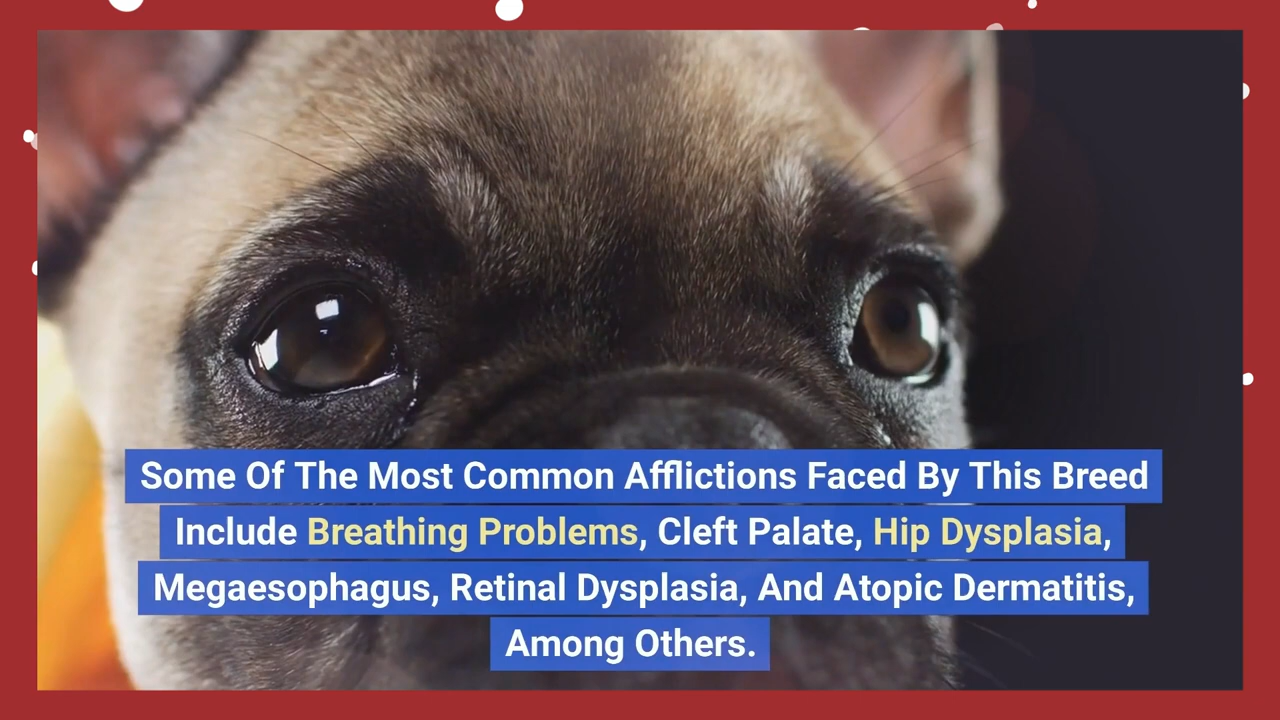 Some Of The Most Common Afflictions Faced By This Breed
Include Breathing Problems, Cleft Palate, Hip Dysplasia,
Megaesophagus, Retinal Dysplasia, And Atopic Dermatitis,
Among Others.